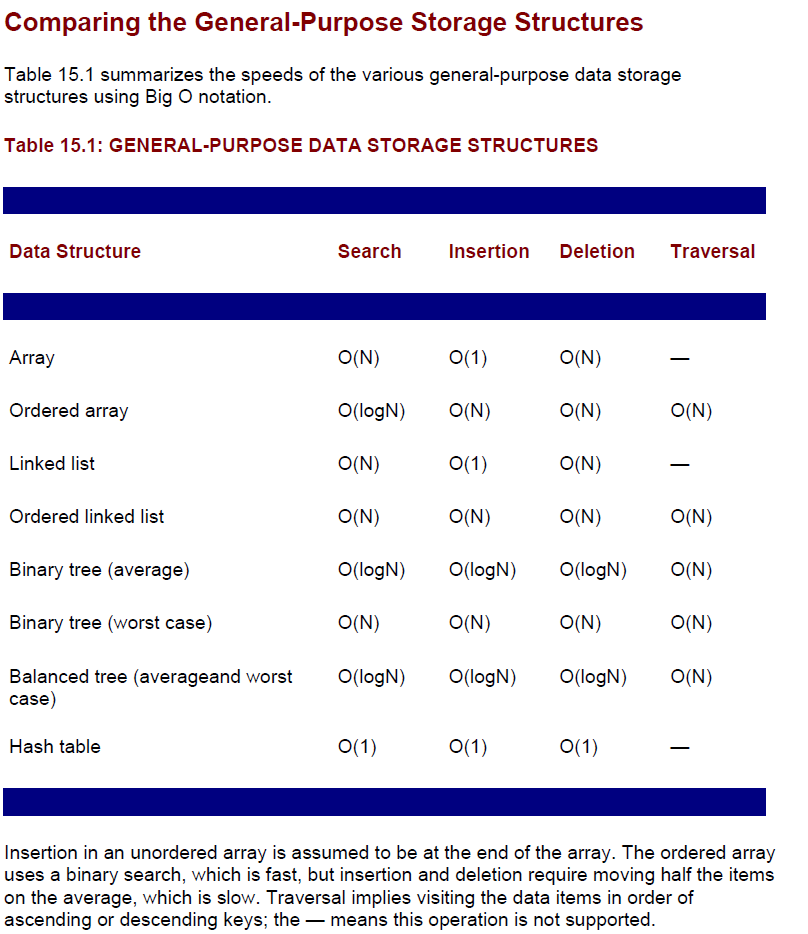 Comparing the General-Purpose Storage Structures
Table 15.1 summarizes the speeds of the various general-purpose data storage
structures using Big O notation.
Table 15.1: GENERAL-PURPOSE DATA STORAGE STRUCTURES
Data Structure Search Insertion Deletion Traversal
Array O(N) O(1) O(N) —
Ordered array O(logN) O(N) O(N) O(N)
Linked list O(N) O(1) O(N) —
Ordered linked list O(N) O(N) O(N) O(N)
Binary tree (average) O(logN) O(logN) O(logN) O(N)
Binary tree (worst case) O(N) O(N) O(N) O(N)
Balanced tree (averageand worst O(logN) O(logN) O(logN) O(N)
case)
Hash table O(1) O(1) O(1) —
Insertion in an unordered array is assumed to be at the end of the array. The ordered array
uses a binary search, which is fast, but insertion and deletion require moving half the items
on the average, which is slow. Traversal implies visiting the data items in order of
ascending or descending keys; the — means this operation is not supported.